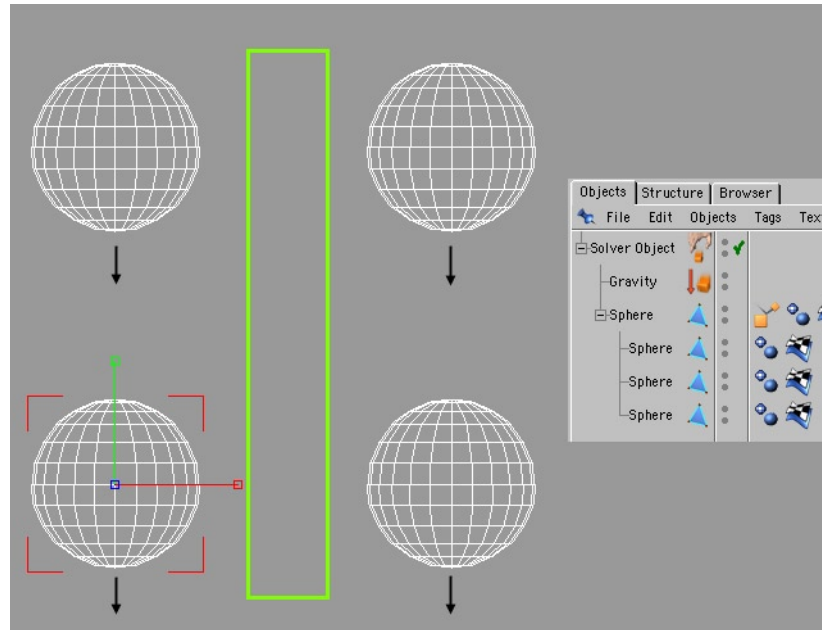 Objects Structure Browser
File Edit Objects Tags
Solver Object
Gravity
Sphere
Sphere
Sphere
Sphere